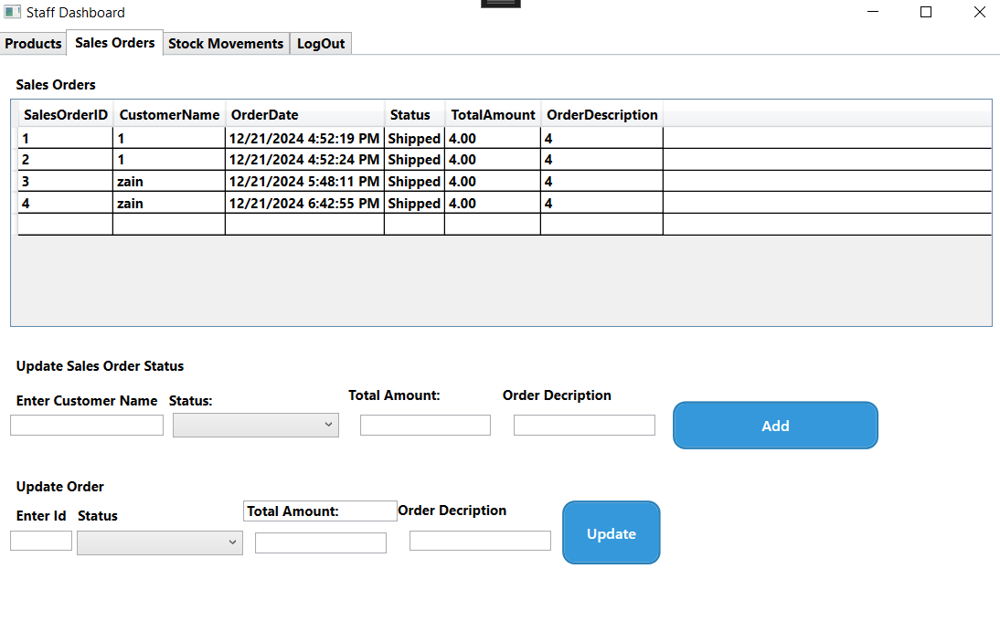 Staff Dashboard
Products Sales Orders Stock Movements LogOut
Sales Orders
SalesOrderID CustomerName OrderDate Status TotalAmount OrderDescription
1 1 12/21/2024 4:52:19 PM Shipped 4.00 4
2 1 12/21/2024 4:52:24 PM Shipped 4.00 4
3 zain 12/21/2024 5:48:11 PM Shipped 4.00 4
4 zain 12/21/2024 6:42:55 PM Shipped 4.00 4
Update Sales Order Status
Enter Customer Name Status: Total Amount: Order Decription
Add
Update Order
Enter Id Status Total Amount: Order Decription
Update